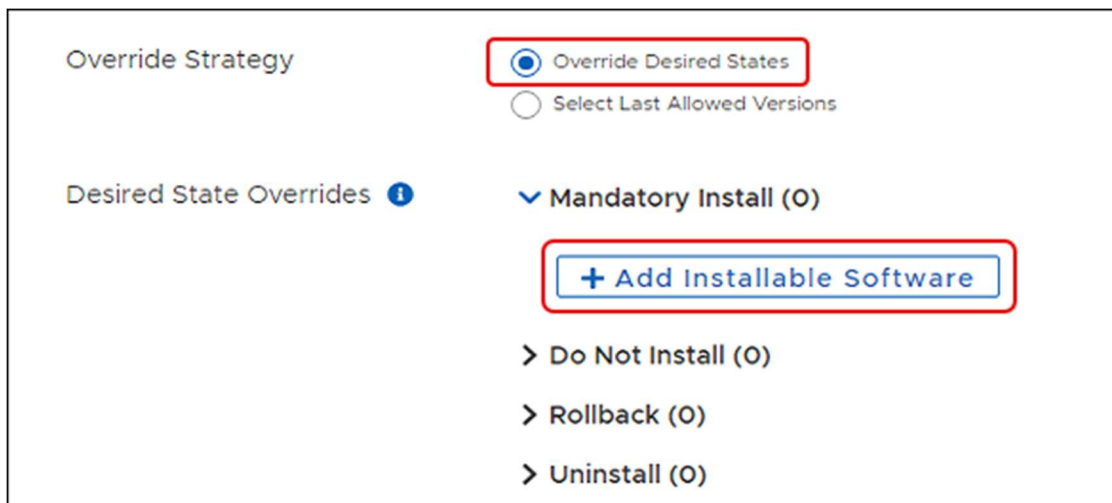 Override Strategy
Override Desired States
Select Last Allowed Versions
Desired State Overrides
Mandatory Install (0)
+ Add Installable Software
Do Not Install (0)
Rollback (0)
Uninstall (0)